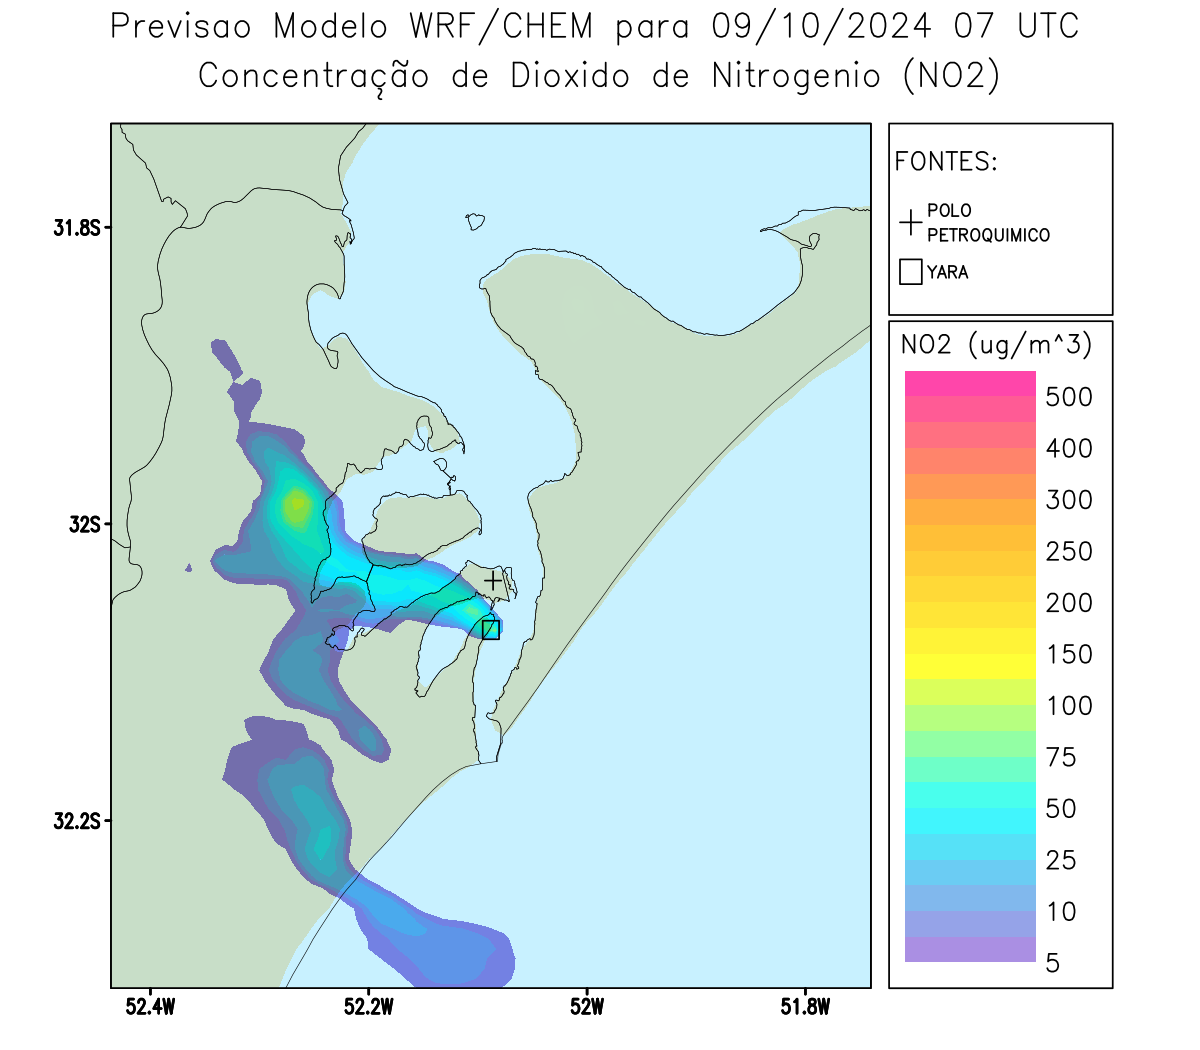 Previsao Modelo WRF/CHEM para 09/10/2024 07 UTC
Concentração de Dioxido de Nitrogenio (NO2)
FONTES:
POLO
PETROQUIMICO
YARA
31.8S
32S
32.2S
52.4W
52.2W
52W
51.8W
NO2 (ug/m^3)
500
400
300
250
200
150
100
75
50
25
10
5